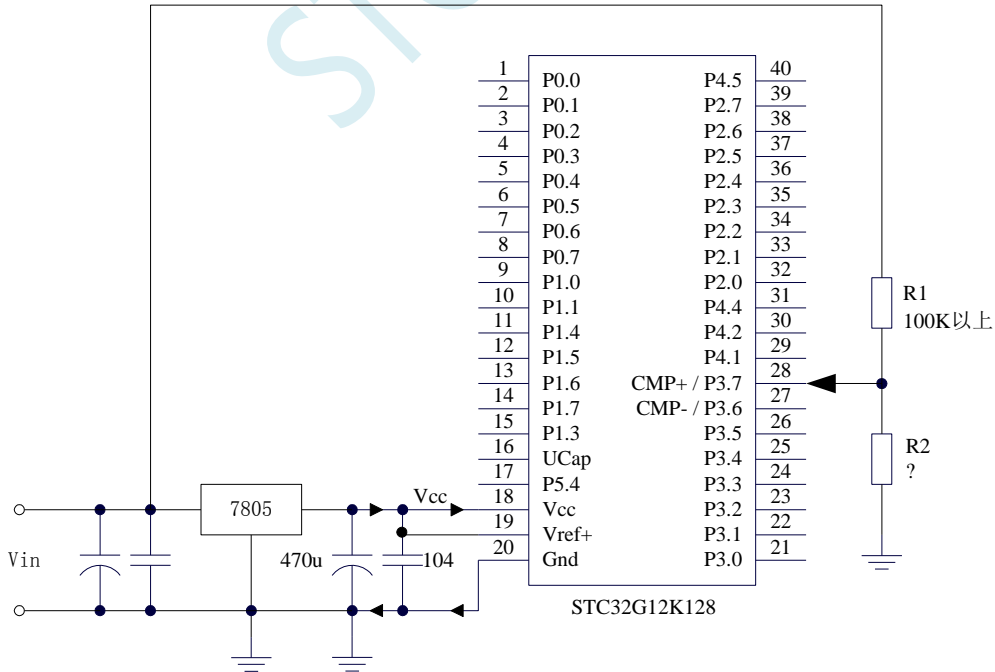 STC
1 P0.0 P4.5 40
2 P0.1 P2.7 39
3 P0.2 P2.6 38
4 P0.3 P2.5 37
5 P0.4 P2.4 36
6 P0.5 P2.3 35
7 P0.6 P2.2 34
8 P0.7 P2.1 33
9 P1.0 P2.0 32
10 P1.1 P4.4 31
11 P1.4 P4.2 30
12 P1.5 P4.1 29
13 P1.6 CMP+ / P3.7 28
14 P1.7 CMP- / P3.6 27
15 P1.3 P3.5 26
16 UCap P3.4 25
17 P5.4 P3.3 24
18 Vcc P3.2 23
19 Vref+ P3.1 22
20 Gnd P3.0 21
R1
100K以上
R2
?
7805
Vcc
Vin
470u
104
STC32G12K128